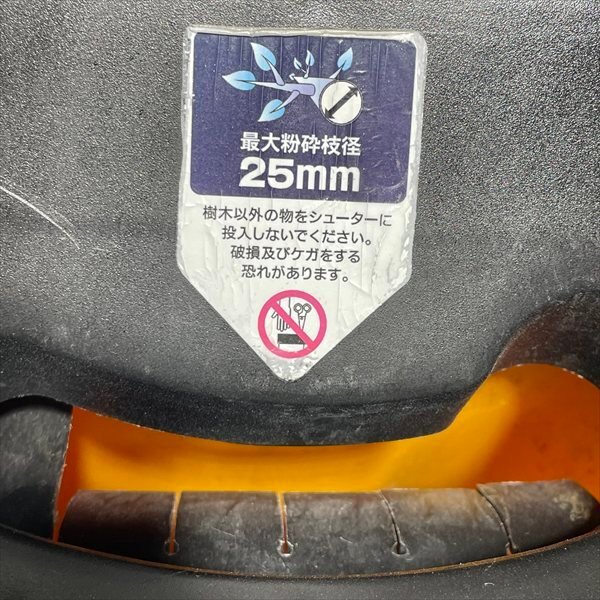 最大粉砕枝径
25mm
樹木以外の物をシューターに
投入しないでください。
破損及びケガをする
恐れがあります。